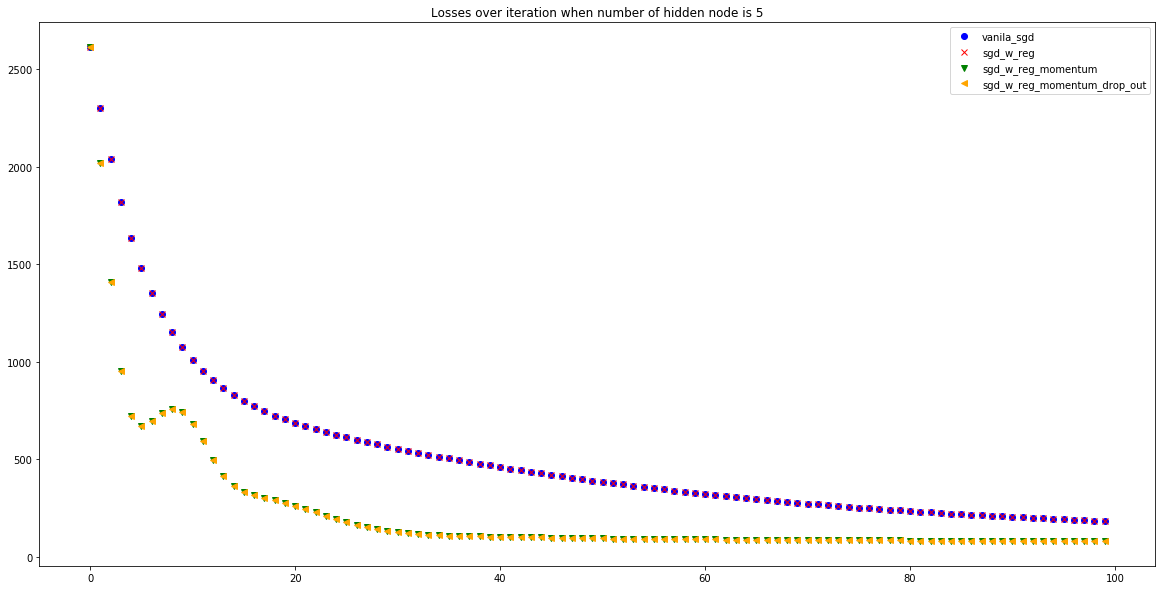 Losses over iteration when number of hidden node is 5
vanila_sgd
sgd_w_reg
sgd_w_reg_momentum
sgd_w_reg_momentum_drop_out
2500
2000
1500
1000
500
0
0 20 40 60 80 100